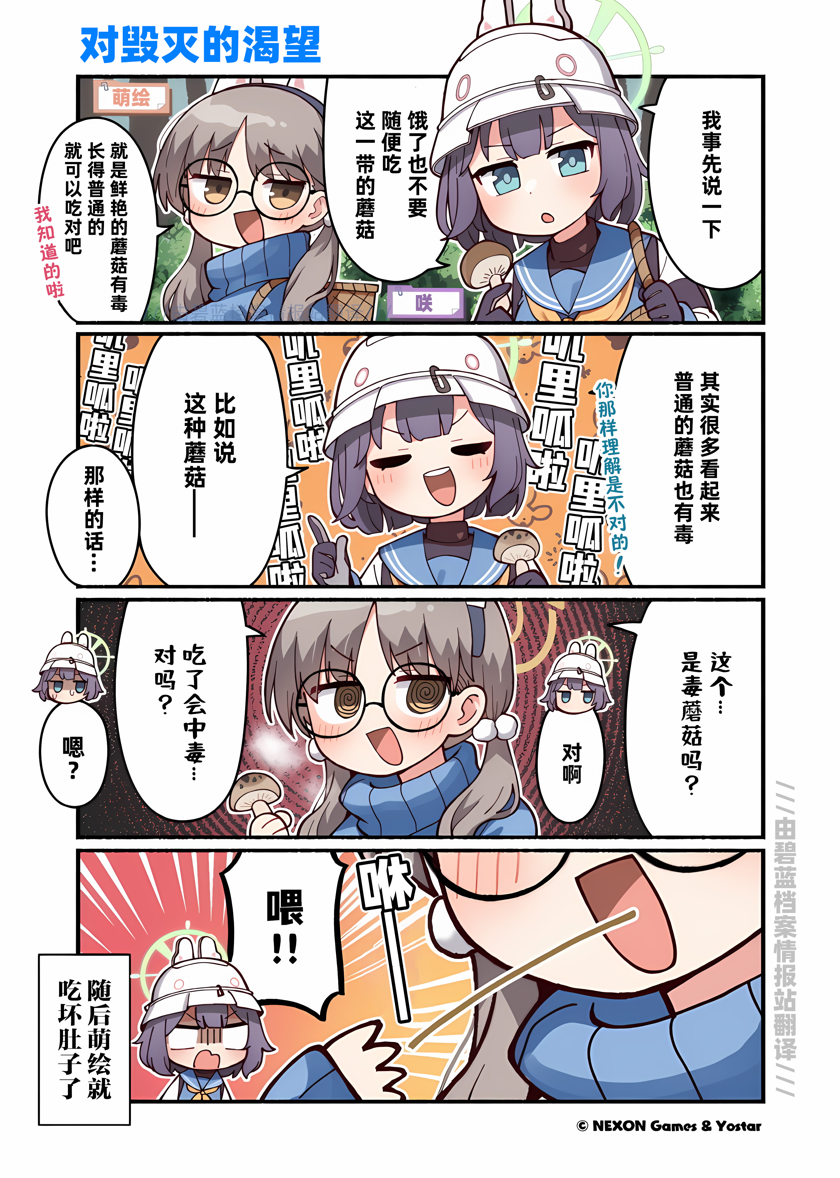 对毁灭的渴望
我事先说一下
饿了也不要
随便吃
这一带的蘑菇
咲
萌绘
就是鲜艳的蘑菇有毒
长得普通的
就可以吃对吧
我知道的啦
其实很多看起来
普通的蘑菇也有毒
你那样理解是不对的！
叽里呱啦
叽里呱啦
叽里呱啦
比如说
这种蘑菇——
叽里呱啦
那样的话…
这个…
是毒蘑菇吗？
对啊
吃了会中毒…
对吗？
嗯？
咻
喂!!
随后萌绘就
吃坏肚子了
///由碧蓝档案情报站翻译///
© NEXON Games & Yostar